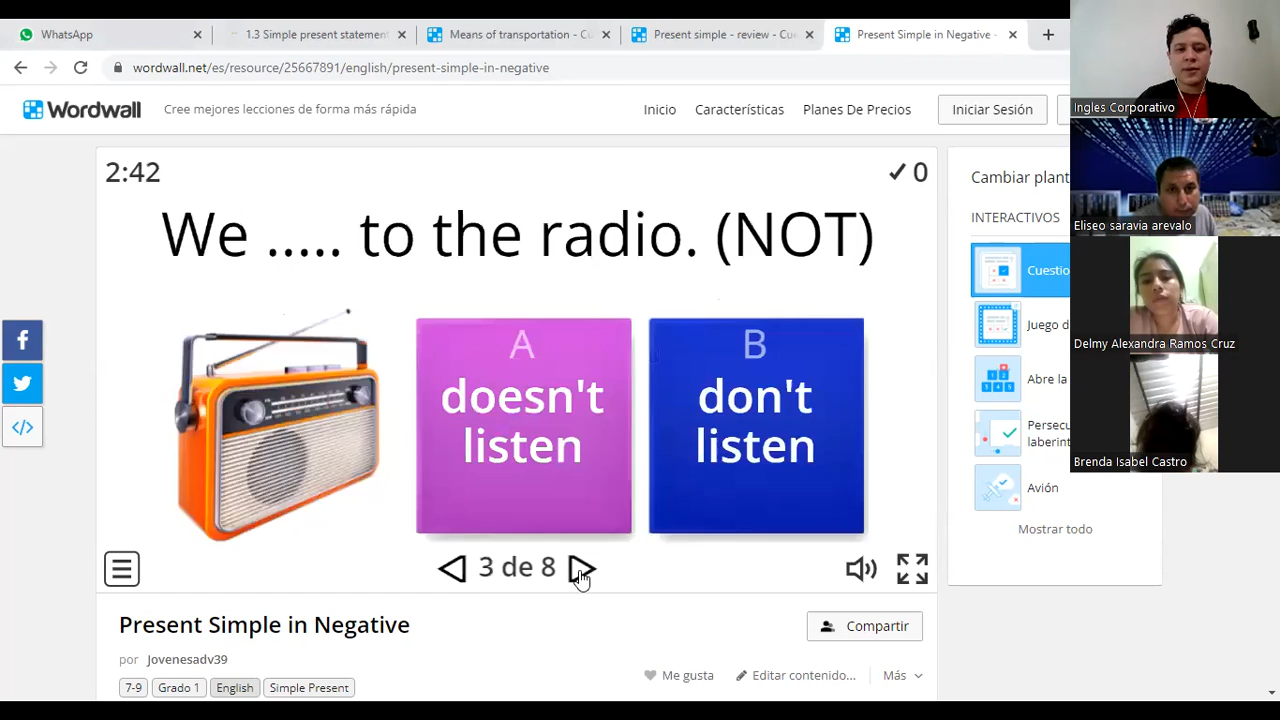 WhatsApp
1.3 Simple present statement
Means of transportation - Cu
Present simple - review - Cue
Present Simple in Negative -
wordwall.net/es/resource/25667891/english/present-simple-in-negative
Wordwall
Cree mejores lecciones de forma más rápida
Inicio
Características
Planes De Precios
Iniciar Sesión
Ingles Corporativo
Eliseo saravia arevalo
Delmy Alexandra Ramos Cruz
Brenda Isabel Castro
2:42
0
We ..... to the radio. (NOT)
A
doesn't
listen
B
don't
listen
3 de 8
Cambiar plant
INTERACTIVOS
Cuestio
Juego d
Abre la
Persecu
laberint
Avión
Mostrar todo
Present Simple in Negative
Compartir
por Jovenesadv39
Me gusta
Editar contenido...
Más
7-9
Grado 1
English
Simple Present